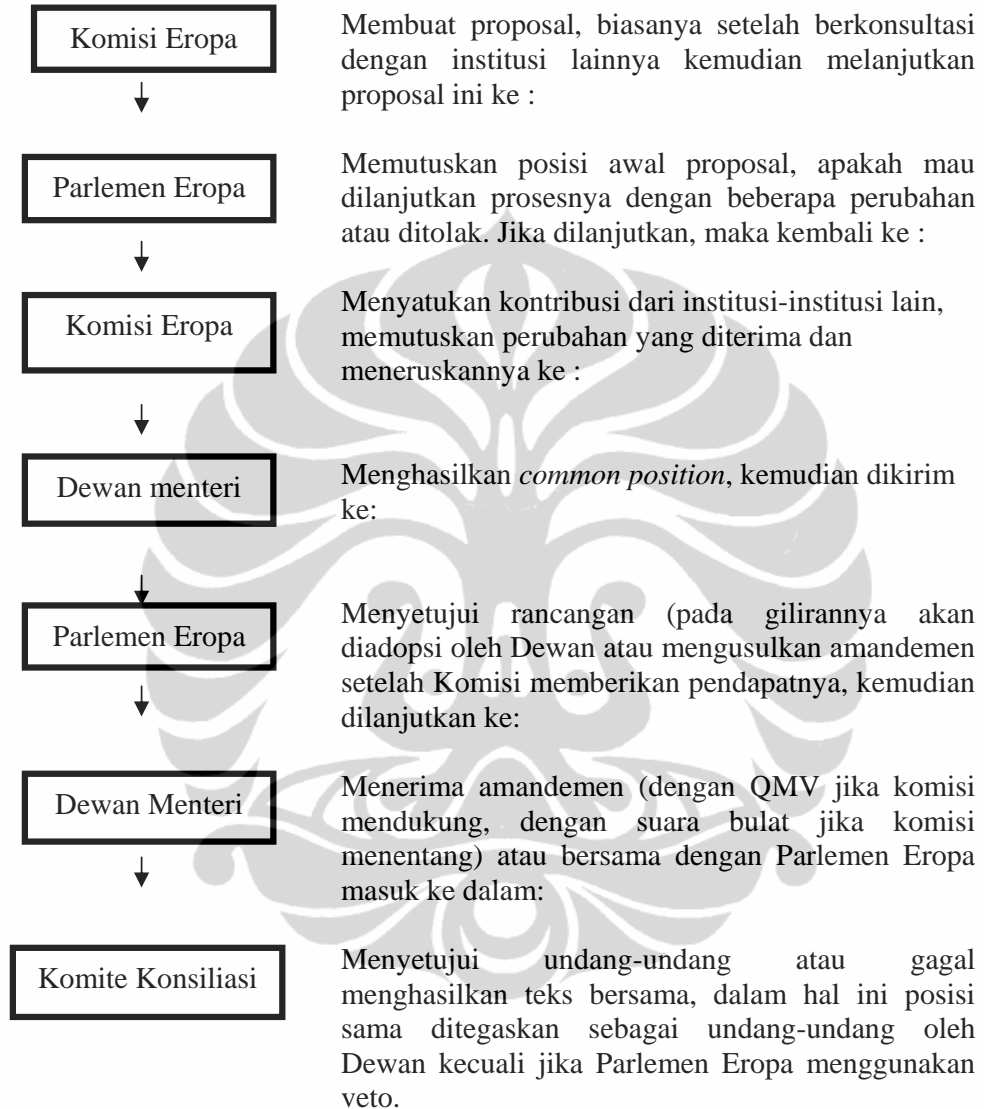 Komisi Eropa
Membuat proposal, biasanya setelah berkonsultasi
dengan institusi lainnya kemudian melanjutkan
proposal ini ke :
Parlemen Eropa
Memutuskan posisi awal proposal, apakah mau
dilanjutkan prosesnya dengan beberapa perubahan
atau ditolak. Jika dilanjutkan, maka kembali ke :
Komisi Eropa
Menyatukan kontribusi dari institusi-institusi lain,
memutuskan perubahan yang diterima dan
meneruskannya ke :
Dewan menteri
Menghasilkan common position, kemudian dikirim
ke:
Parlemen Eropa
Menyetujui rancangan (pada gilirannya akan
diadopsi oleh Dewan atau mengusulkan amandemen
setelah Komisi memberikan pendapatnya, kemudian
dilanjutkan ke:
Dewan Menteri
Menerima amandemen (dengan QMV jika komisi
mendukung, dengan suara bulat jika komisi
menentang) atau bersama dengan Parlemen Eropa
masuk ke dalam:
Komite Konsiliasi
Menyetujui undang-undang atau gagal
menghasilkan teks bersama, dalam hal ini posisi
sama ditegaskan sebagai undang-undang oleh
Dewan kecuali jika Parlemen Eropa menggunakan
veto.